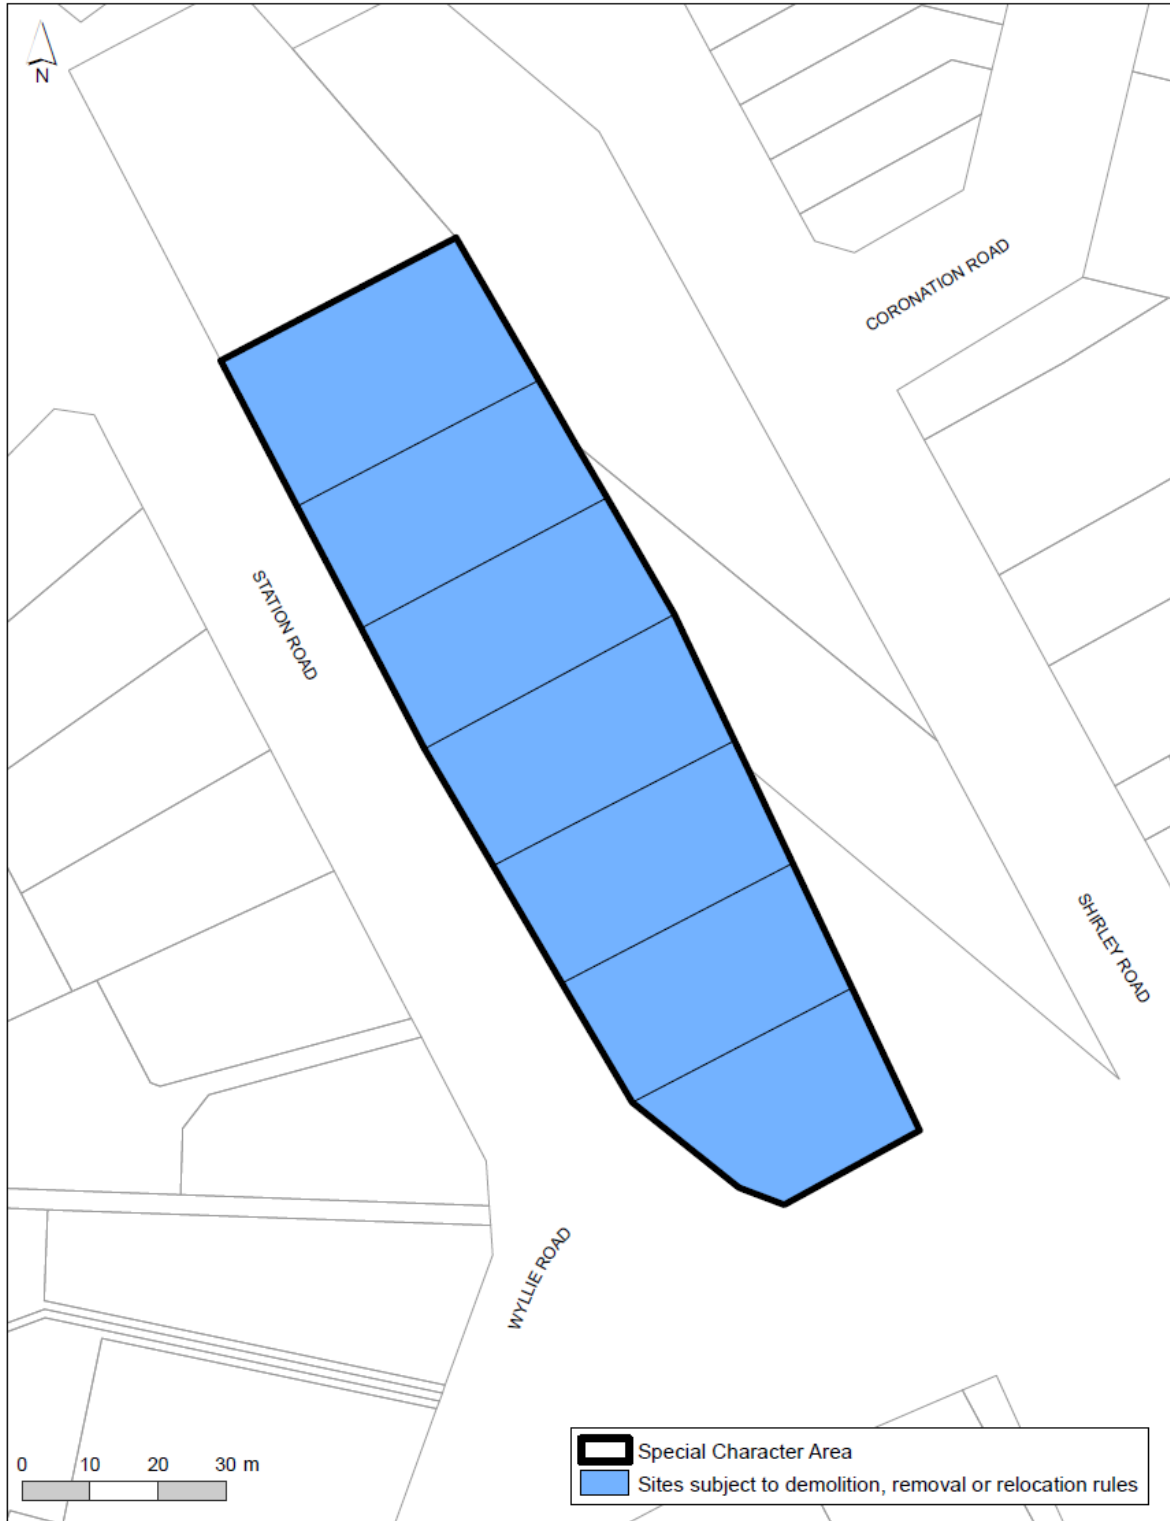 N
CORONATION ROAD
STATION ROAD
SHIRLEY ROAD
WYLLIE ROAD
Special Character Area
Sites subject to demolition, removal or relocation rules
0 10 20 30 m